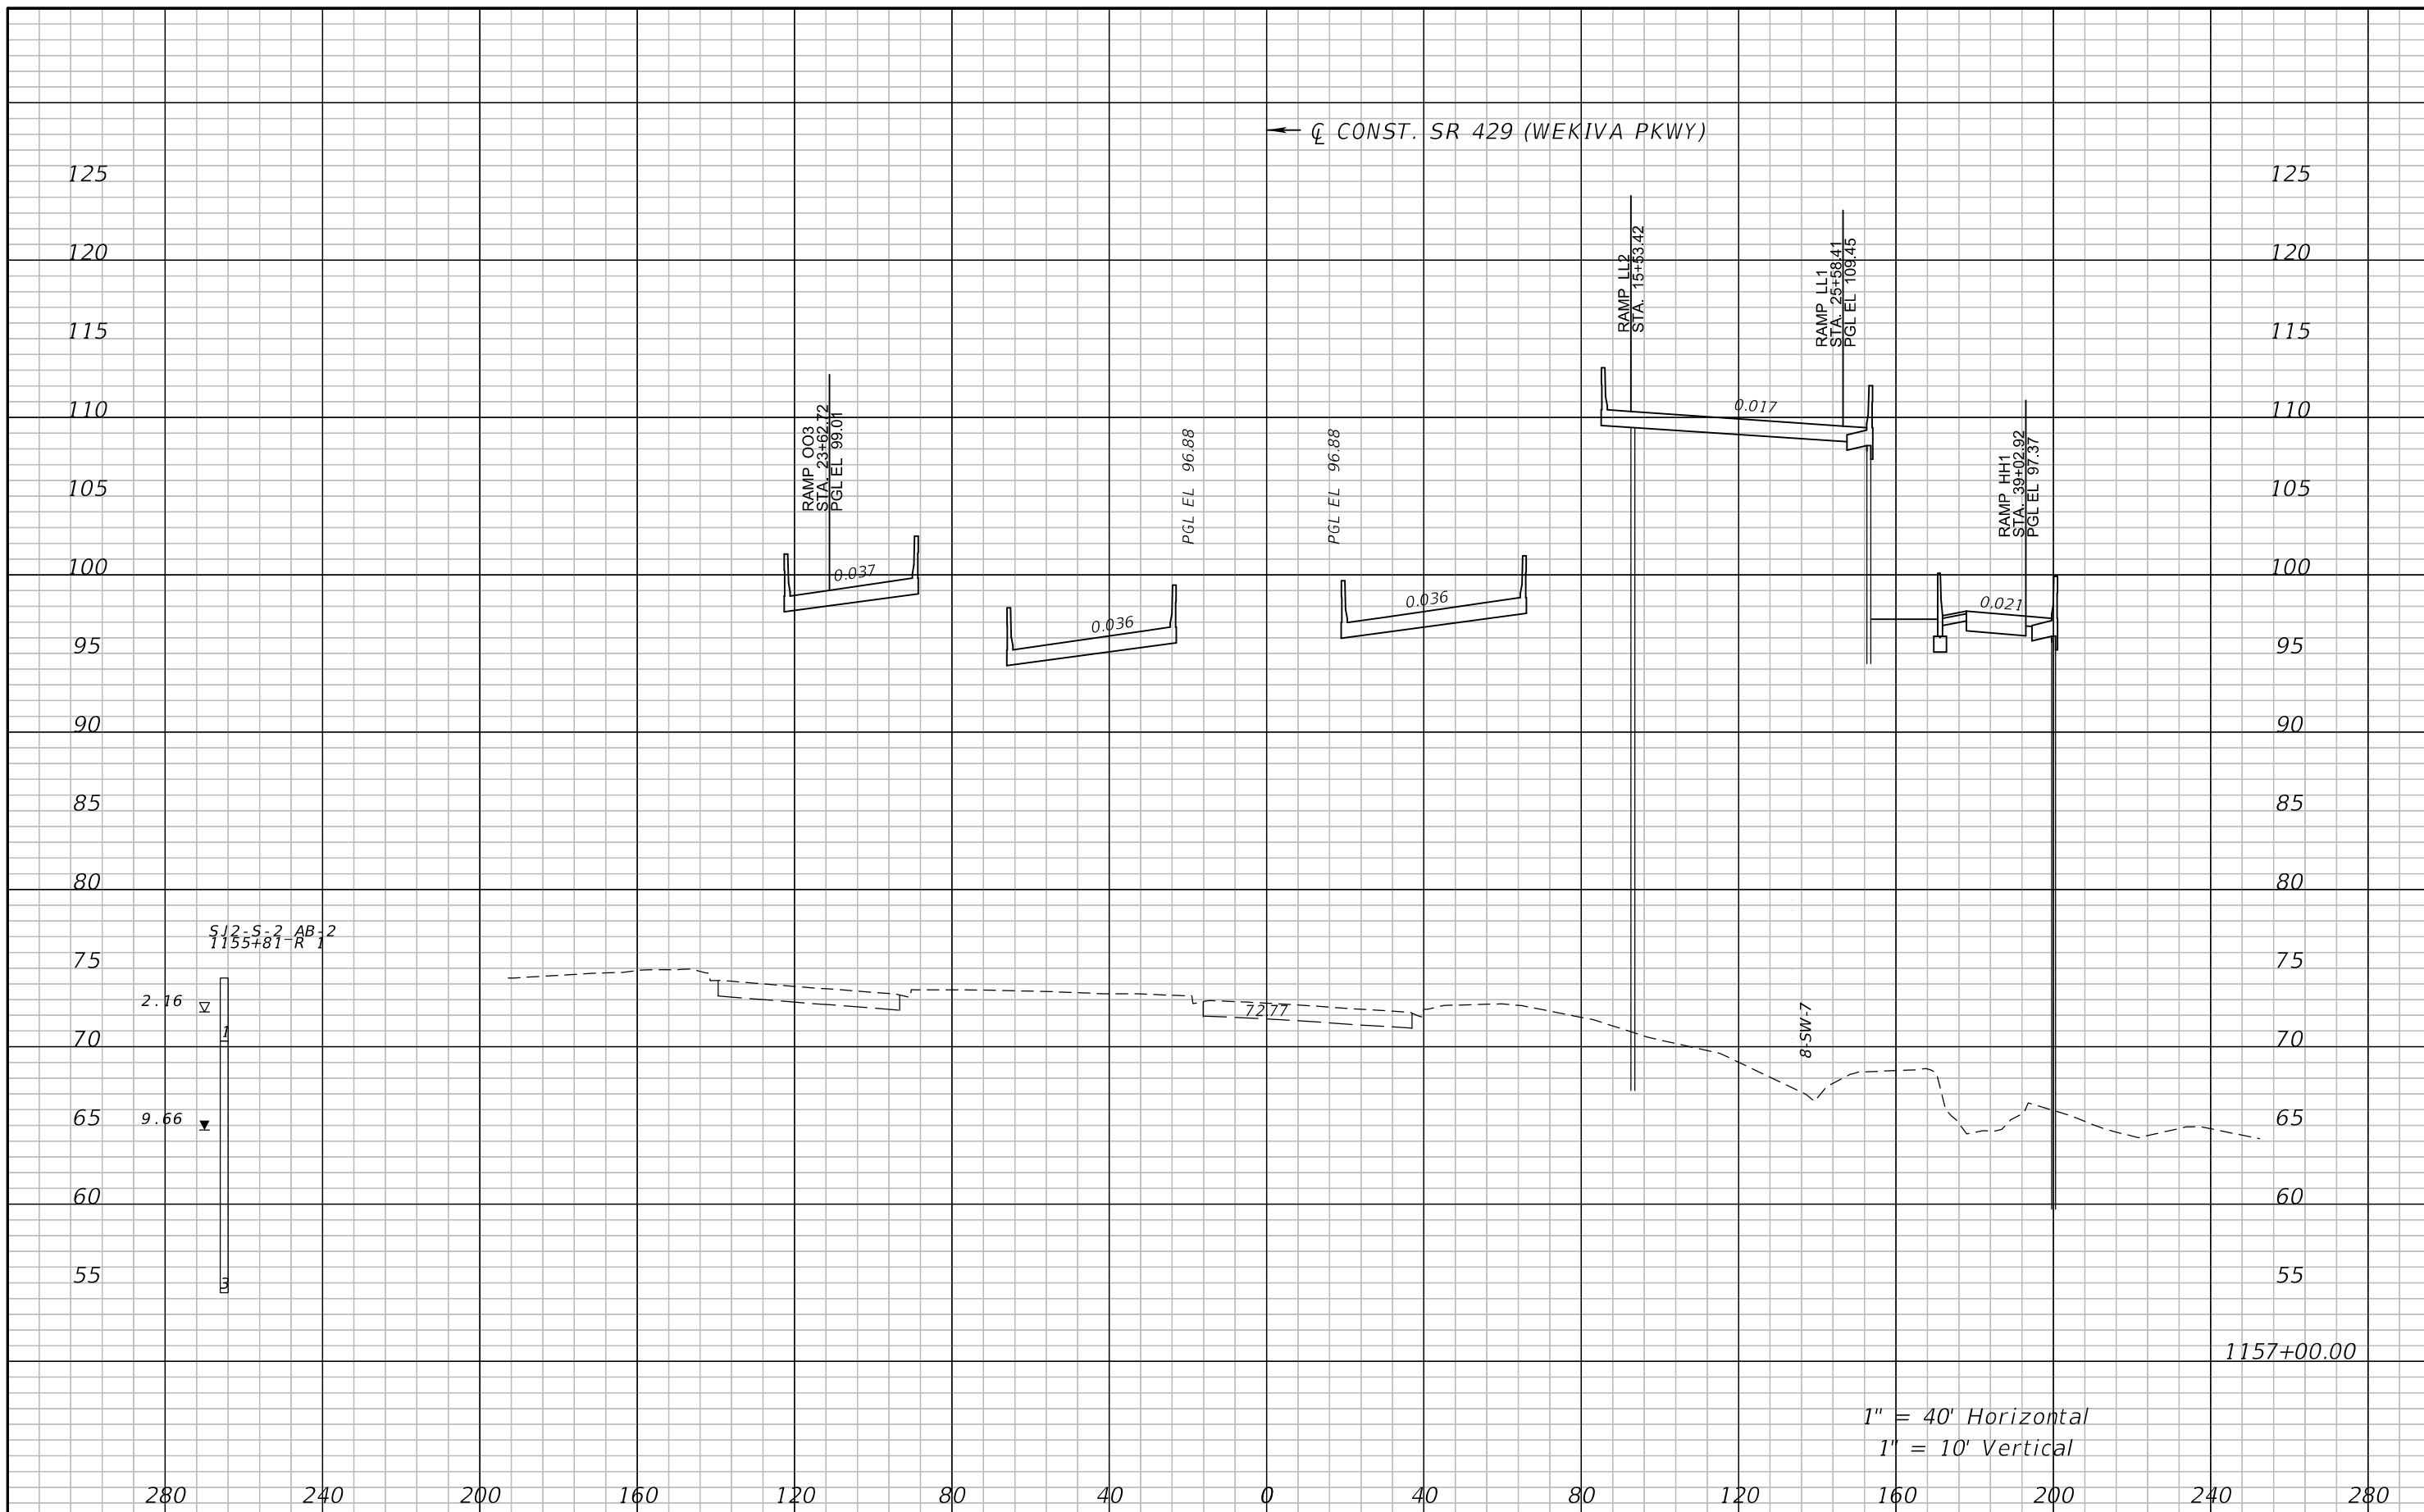 ℄ CONST. SR 429 (WEKIVA PKWY)
125 125
120 120
115 115
110 110
105 105
100 100
95 95
90 90
85 85
80 80
75 75
70 70
65 65
60 60
55 55
RAMP OO3
STA. 23+62.72
PGL EL 99.01
0.037
0.036
PGL EL 96.88
PGL EL 96.88
0.036
RAMP LL2
STA. 15+53.42
RAMP LL1
STA. 25+58.41
PGL EL 109.45
0.017
RAMP HH1
STA. 39+02.92
PGL EL 97.37
0.021
SJ2-S-2_AB-2
1155+81 R 1
2.16
1
9.66
3
72.77
8-SW-7
1157+00.00
1" = 40' Horizontal
1" = 10' Vertical
280 240 200 160 120 80 40 0 40 80 120 160 200 240 280